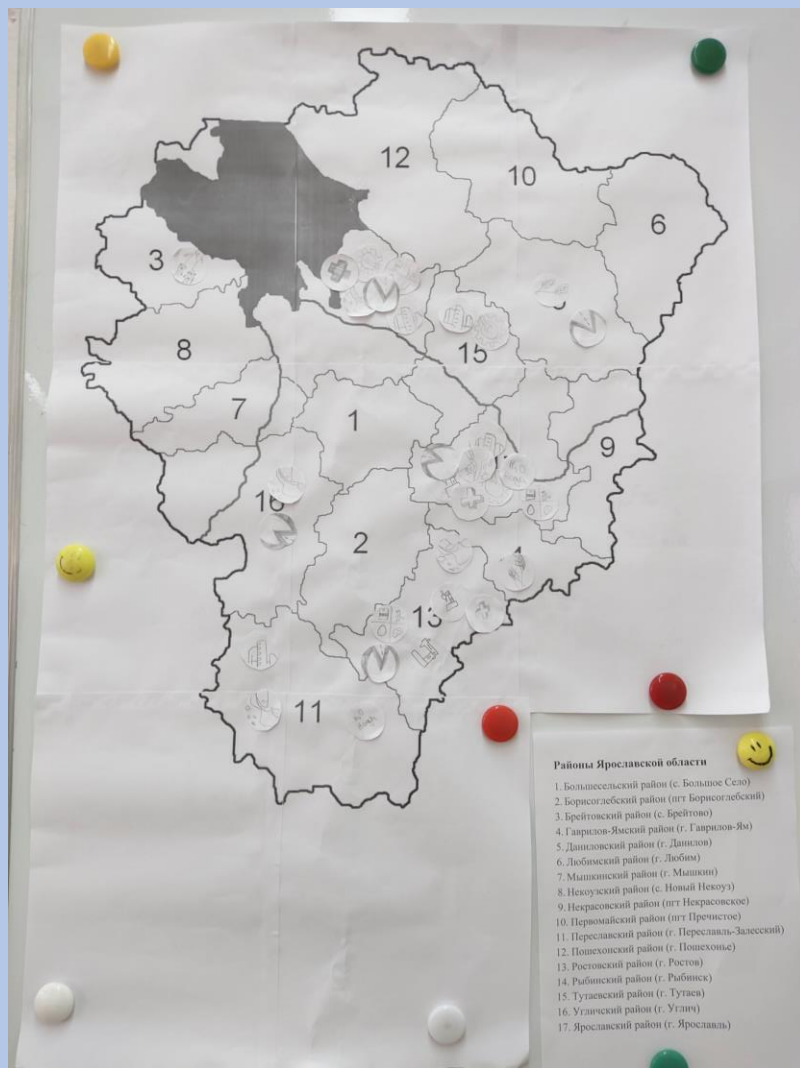 12
10
6
3
15
8
7
1
9
16
2
13
11
Районы Ярославской области
1. Большесельский район (с. Большое Село)
2. Борисоглебский район (пгт Борисоглебский)
3. Брейтовский район (с. Брейтово)
4. Гаврилов-Ямский район (г. Гаврилов-Ям)
5. Даниловский район (г. Данилов)
6. Любимский район (г. Любим)
7. Мышкинский район (г. Мышкин)
8. Некоузский район (с. Новый Некоуз)
9. Некрасовский район (пгт Некрасовское)
10. Первомайский район (пгт Пречистое)
11. Переславский район (г. Переславль-Залесский)
12. Пошехонский район (г. Пошехонье)
13. Ростовский район (г. Ростов)
14. Рыбинский район (г. Рыбинск)
15. Тутаевский район (г. Тутаев)
16. Угличский район (г. Углич)
17. Ярославский район (г. Ярославль)